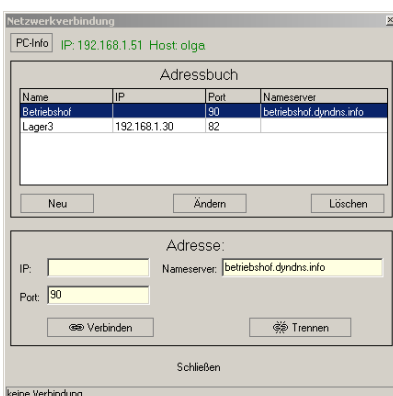 Netzwerkverbindung
PC-Info IP: 192.168.1.51 Host: olga
Adressbuch
Name IP Port Nameserver
Betriebshof 90 betriebshof.dyndns.info
Lager3 192.168.1.30 82
Neu Ändern Löschen
Adresse:
IP: Nameserver: betriebshof.dyndns.info
Port: 90
Verbinden Trennen
Schließen
keine Verbindung